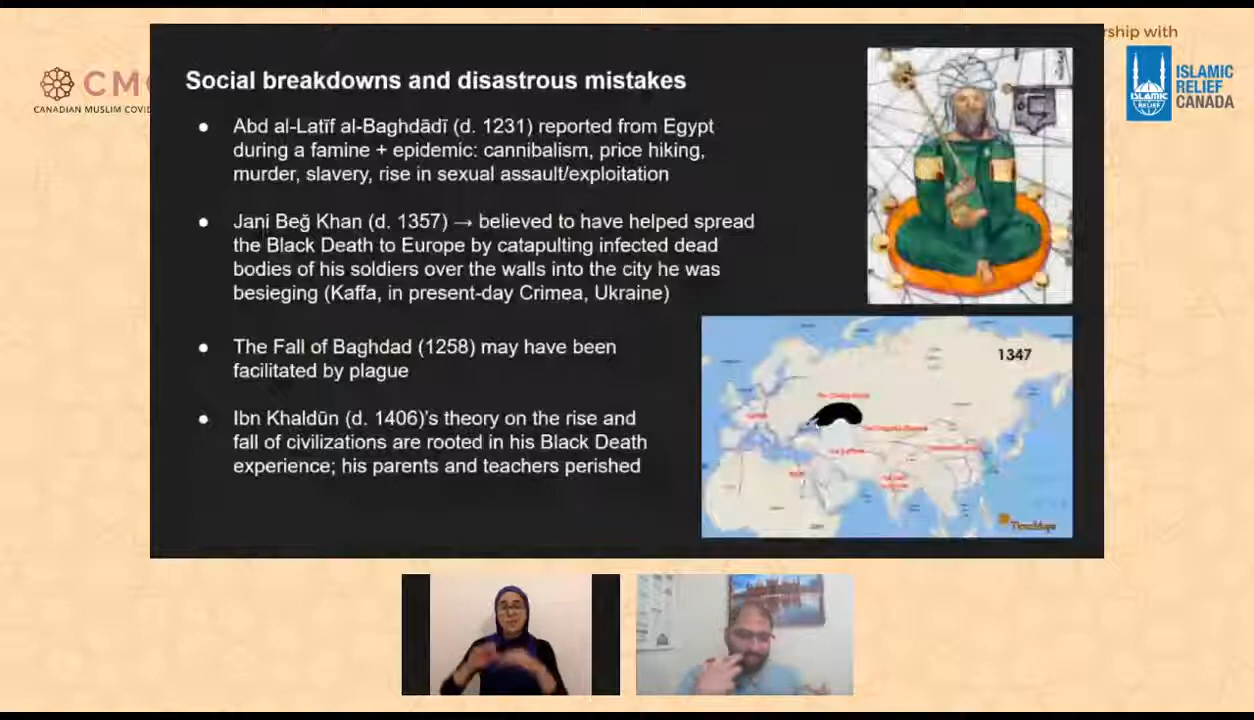 rship with
CMC
CANADIAN MUSLIM COVID
ISLAMIC
RELIEF
CANADA
ISLAMIC
RELIEF
Social breakdowns and disastrous mistakes
● Abd al-Latīf al-Baghdādī (d. 1231) reported from Egypt
during a famine + epidemic: cannibalism, price hiking,
murder, slavery, rise in sexual assault/exploitation
● Jani Beğ Khan (d. 1357) → believed to have helped spread
the Black Death to Europe by catapulting infected dead
bodies of his soldiers over the walls into the city he was
besieging (Kaffa, in present-day Crimea, Ukraine)
● The Fall of Baghdad (1258) may have been
facilitated by plague
● Ibn Khaldūn (d. 1406)'s theory on the rise and
fall of civilizations are rooted in his Black Death
experience; his parents and teachers perished
1347
TimeMaps